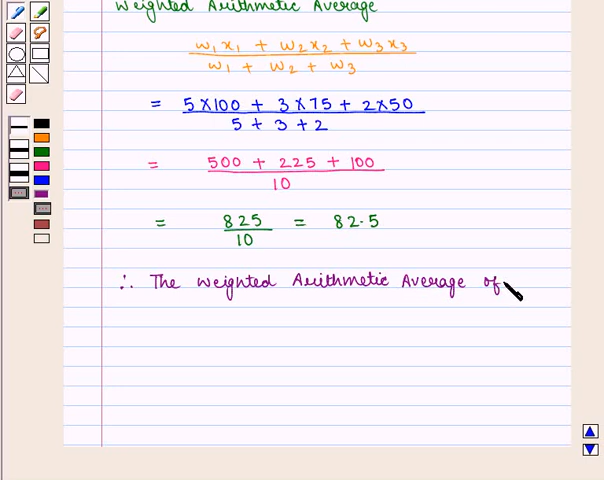 Weighted Arithmetic Average
w₁x₁ + w₂x₂ + w₃x₃
w₁ + w₂ + w₃
= 5×100 + 3×75 + 2×50
5 + 3 + 2
= 500 + 225 + 100
10
= 825 = 82.5
10
∴ The weighted Arithmetic Average of